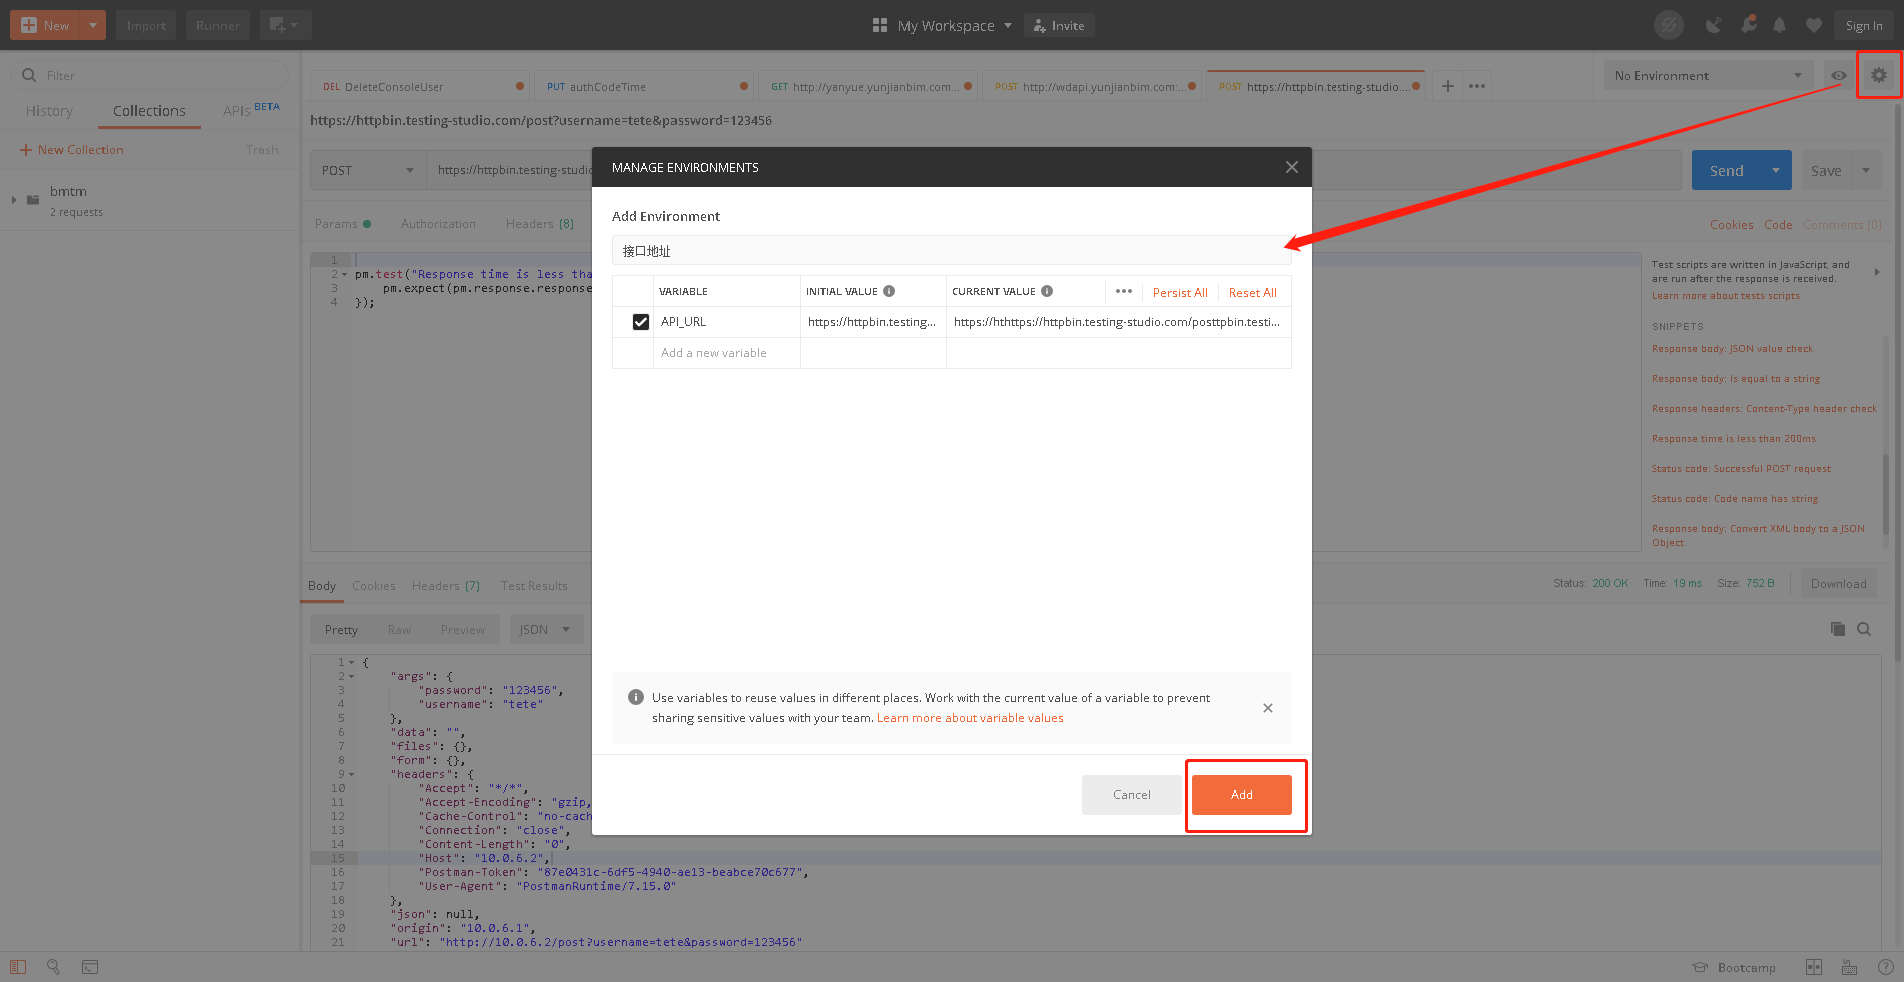 New
Import
Runner
My Workspace
Invite
Sign In
Filter
History
Collections
APIs BETA
New Collection
Trash
bmtm
2 requests
DEL DeleteConsoleUser
PUT authCodeTime
GET http://yanyue.yunjianbim.com...
POST http://wdapi.yunjianbim.com:...
POST https://httpbin.testing-studio....
No Environment
https://httpbin.testing-studio.com/post?username=tete&password=123456
POST
https://httpbin.testing-studio
Send
Save
Params
Authorization
Headers (8)
Cookies
Code
Comments (0)
1
2 pm.test("Response time is less tha
3 pm.expect(pm.response.response
4 });
Test scripts are written in JavaScript, and
are run after the response is received.
Learn more about tests scripts
SNIPPETS
Response body: JSON value check
Response body: Is equal to a string
Response headers: Content-Type header check
Response time is less than 200ms
Status code: Successful POST request
Status code: Code name has string
Response body: Convert XML body to a JSON
Object
MANAGE ENVIRONMENTS
Add Environment
接口地址
VARIABLE
INITIAL VALUE
CURRENT VALUE
Persist All
Reset All
API_URL
https://httpbin.testing...
https://hthttps://httpbin.testing-studio.com/posttpbin.testi...
Add a new variable
Use variables to reuse values in different places. Work with the current value of a variable to prevent
sharing sensitive values with your team. Learn more about variable values
Cancel
Add
Body
Cookies
Headers (7)
Test Results
Status: 200 OK
Time: 19 ms
Size: 752 B
Download
Pretty
Raw
Preview
JSON
1 {
2 "args": {
3 "password": "123456",
4 "username": "tete"
5 },
6 "data": "",
7 "files": {},
8 "form": {},
9 "headers": {
10 "Accept": "*/*",
11 "Accept-Encoding": "gzip,
12 "Cache-Control": "no-cach
13 "Connection": "close",
14 "Content-Length": "0",
15 "Host": "10.0.6.2",
16 "Postman-Token": "87e0431c-6df5-4940-ae13-beabce70c677",
17 "User-Agent": "PostmanRuntime/7.15.0"
18 },
19 "json": null,
20 "origin": "10.0.6.1",
21 "url": "http://10.0.6.2/post?username=tete&password=123456"
Bootcamp